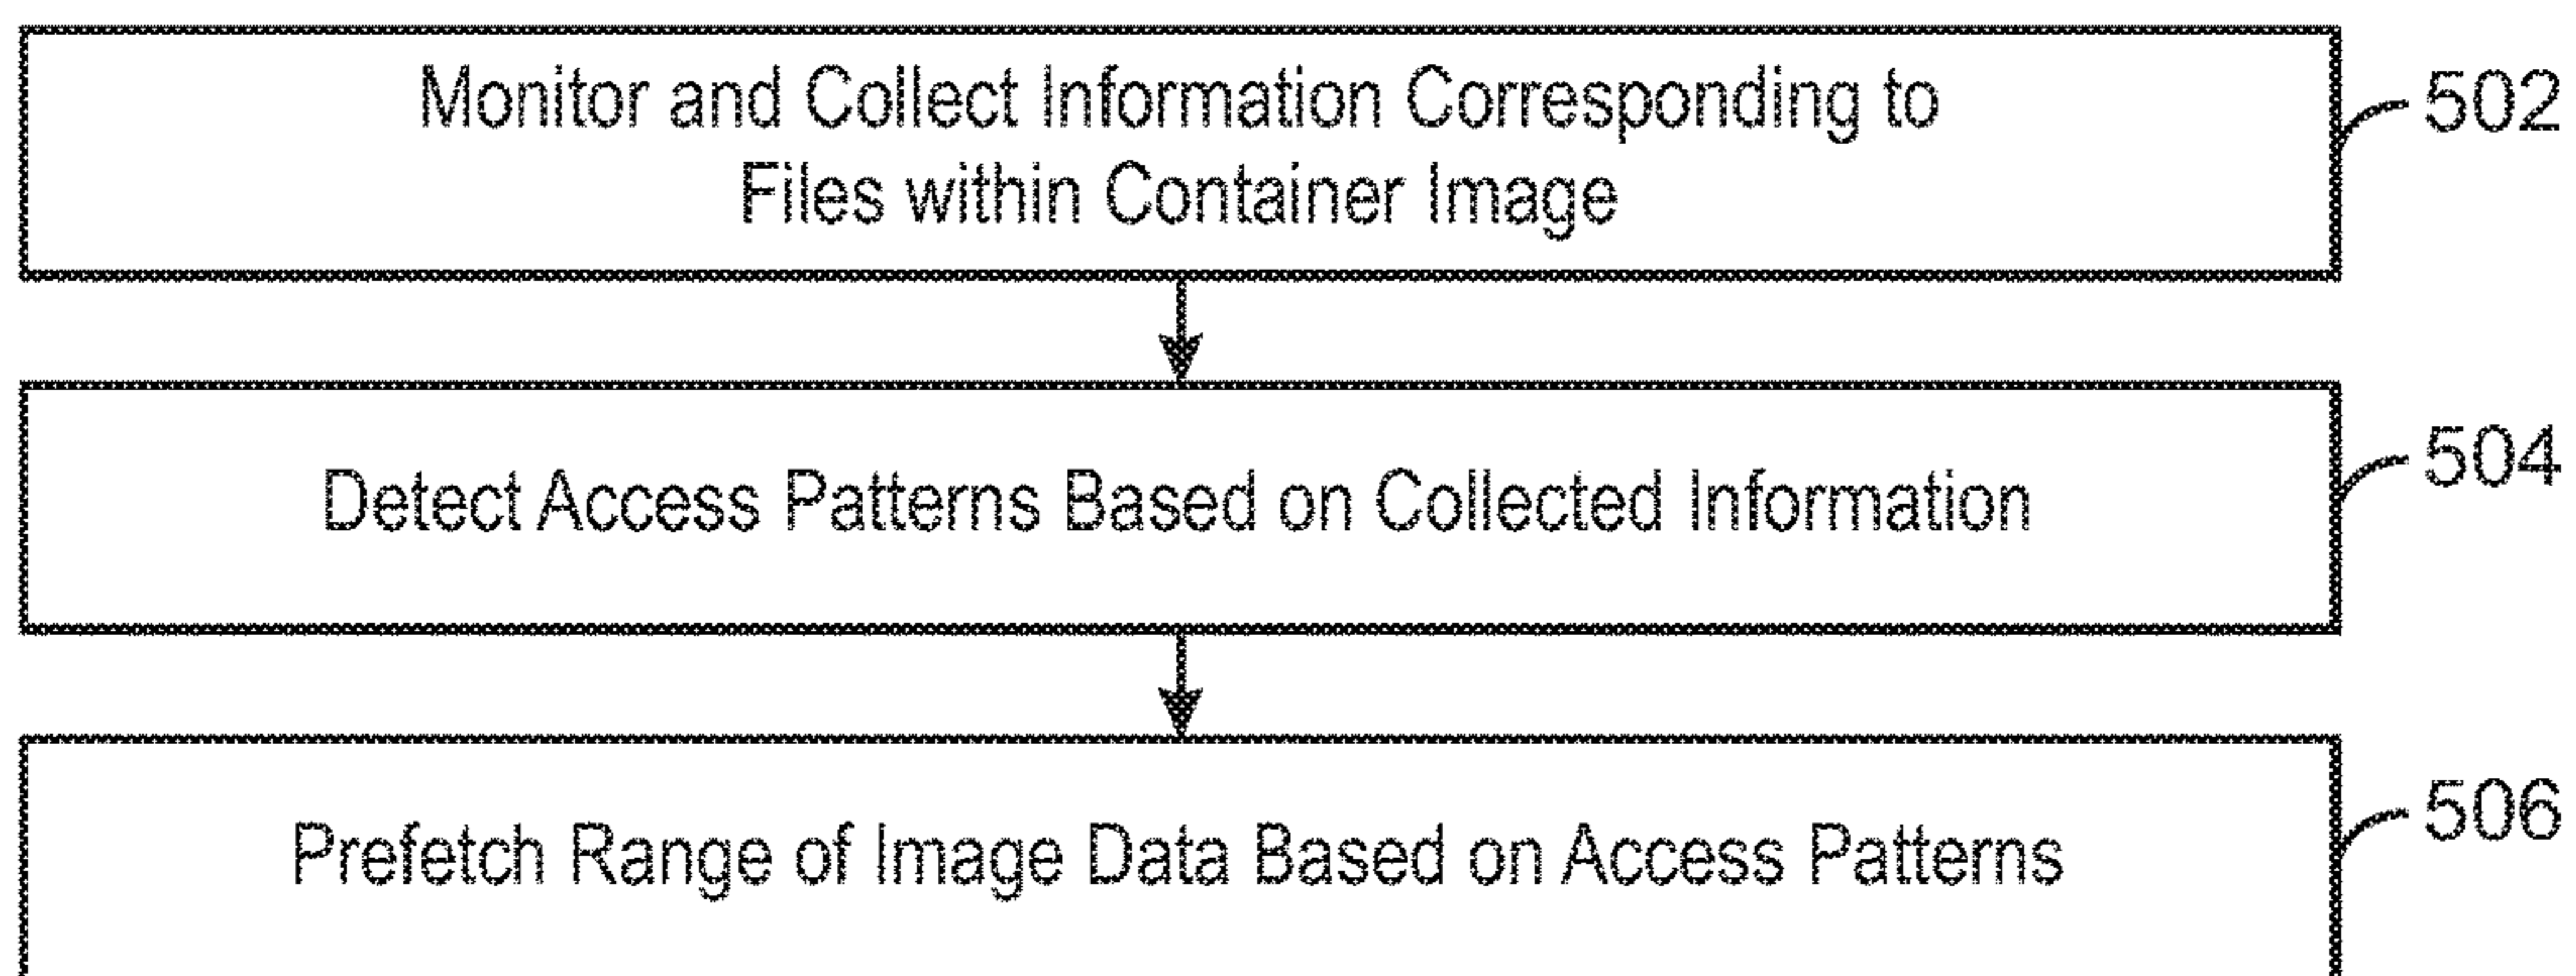 Monitor and Collect Information Corresponding to
Files within Container Image
502
Detect Access Patterns Based on Collected Information
504
Prefetch Range of Image Data Based on Access Patterns
506